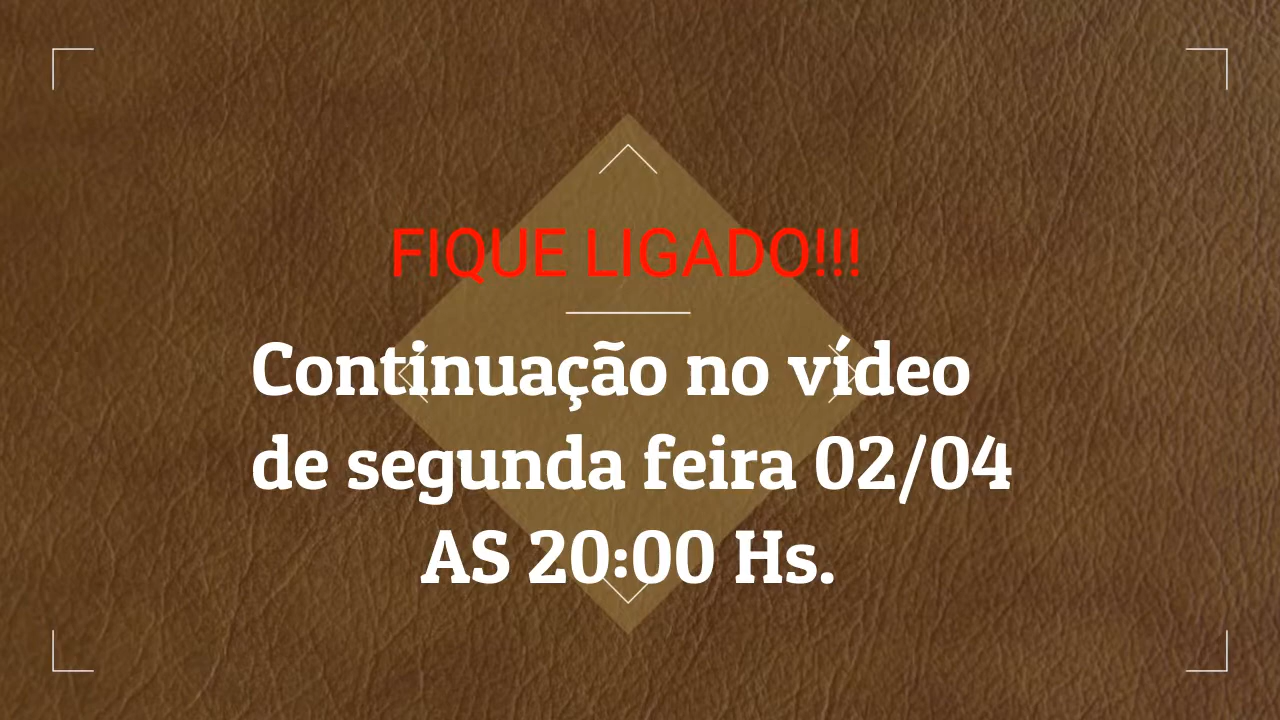 FIQUE LIGADO!!!
Continuação no vídeo
de segunda feira 02/04
AS 20:00 Hs.